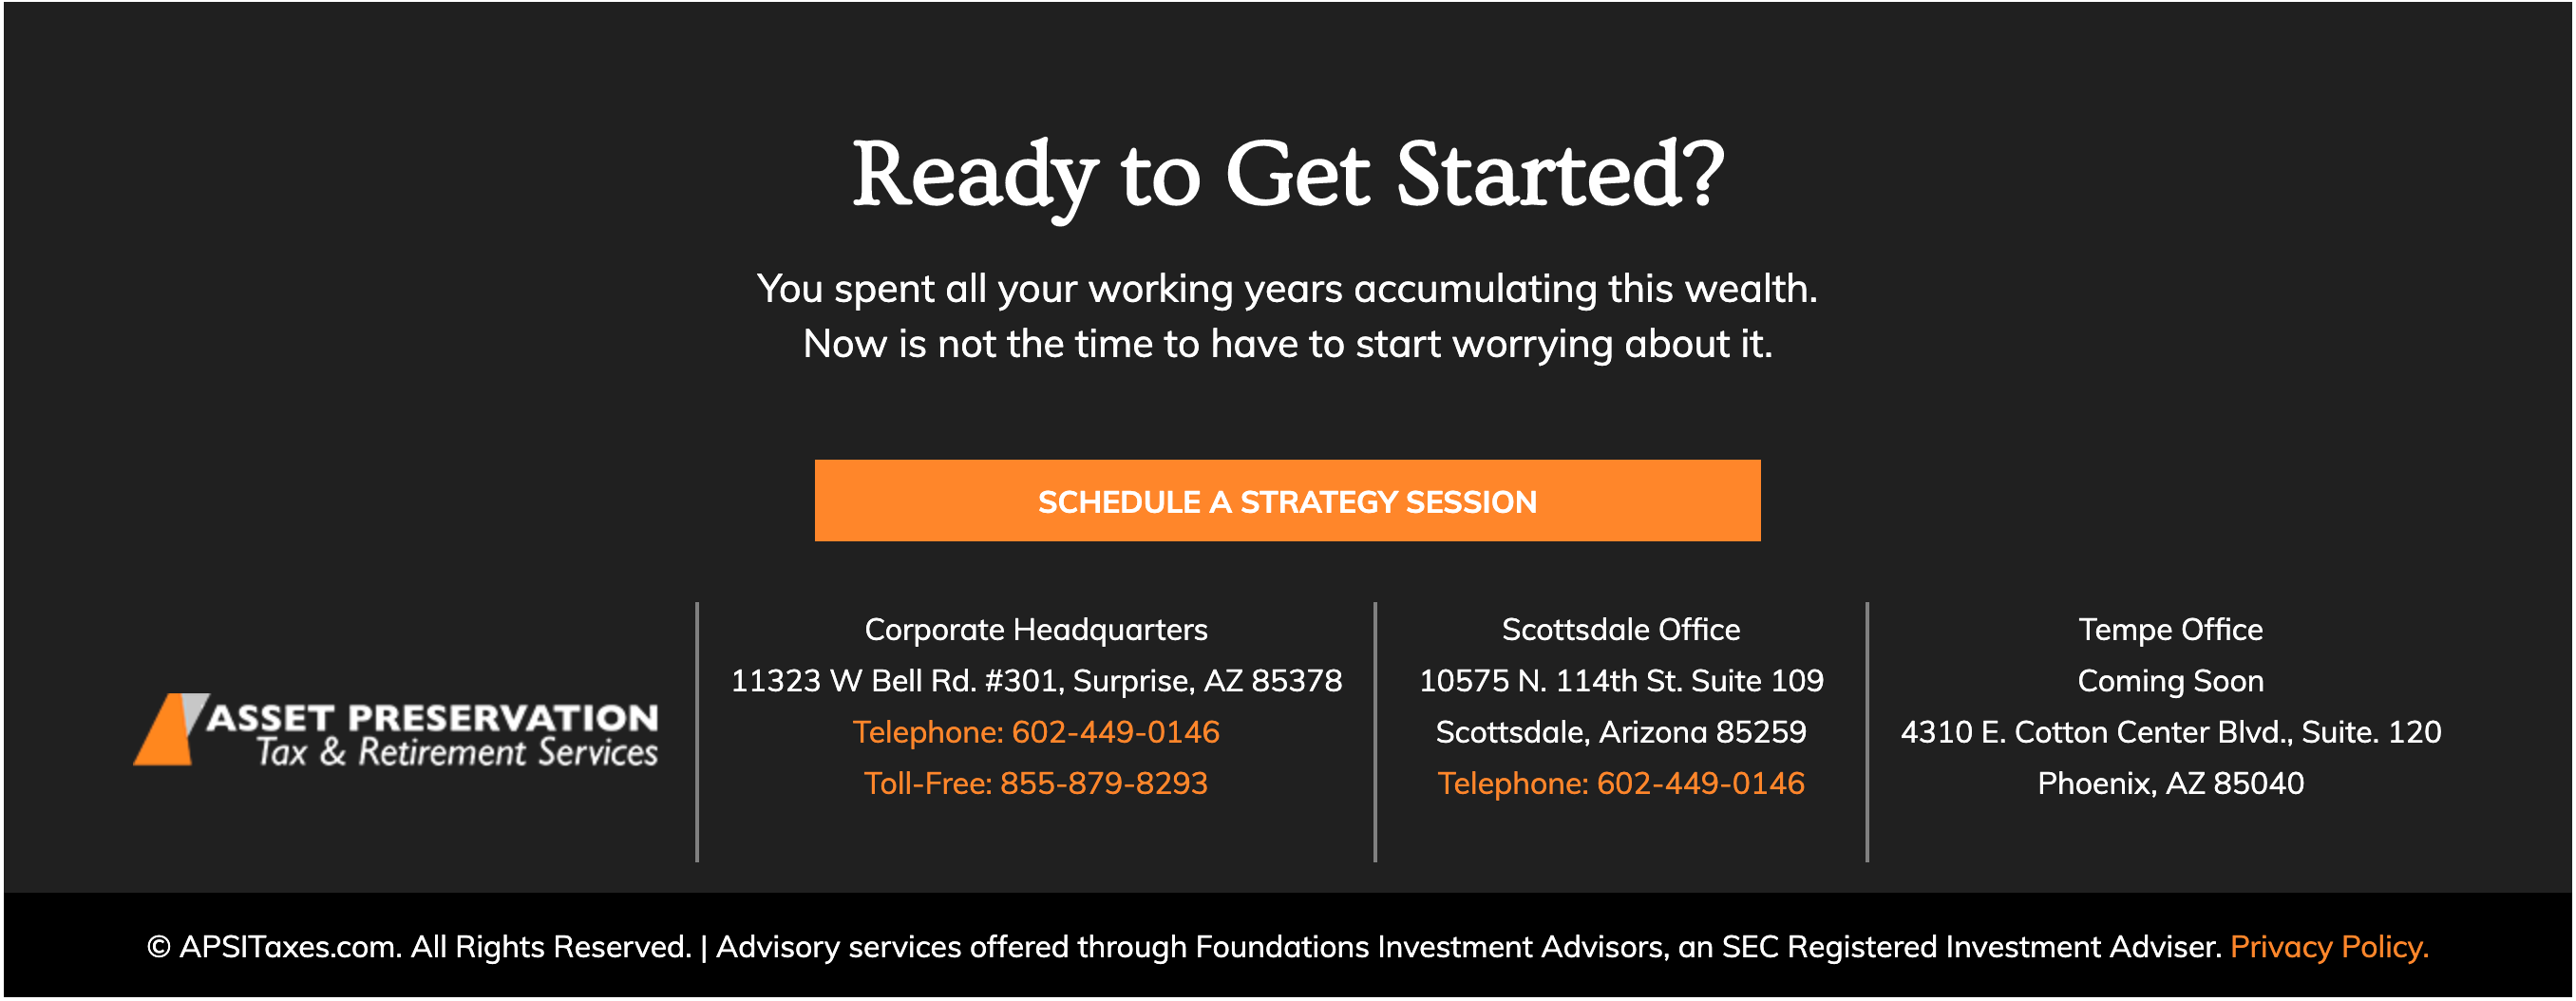 Ready to Get Started?
You spent all your working years accumulating this wealth.
Now is not the time to have to start worrying about it.
SCHEDULE A STRATEGY SESSION
ASSET PRESERVATION
Tax & Retirement Services
Corporate Headquarters
11323 W Bell Rd. #301, Surprise, AZ 85378
Telephone: 602-449-0146
Toll-Free: 855-879-8293
Scottsdale Office
10575 N. 114th St. Suite 109
Scottsdale, Arizona 85259
Telephone: 602-449-0146
Tempe Office
Coming Soon
4310 E. Cotton Center Blvd., Suite. 120
Phoenix, AZ 85040
© APSITaxes.com. All Rights Reserved. | Advisory services offered through Foundations Investment Advisors, an SEC Registered Investment Adviser. Privacy Policy.